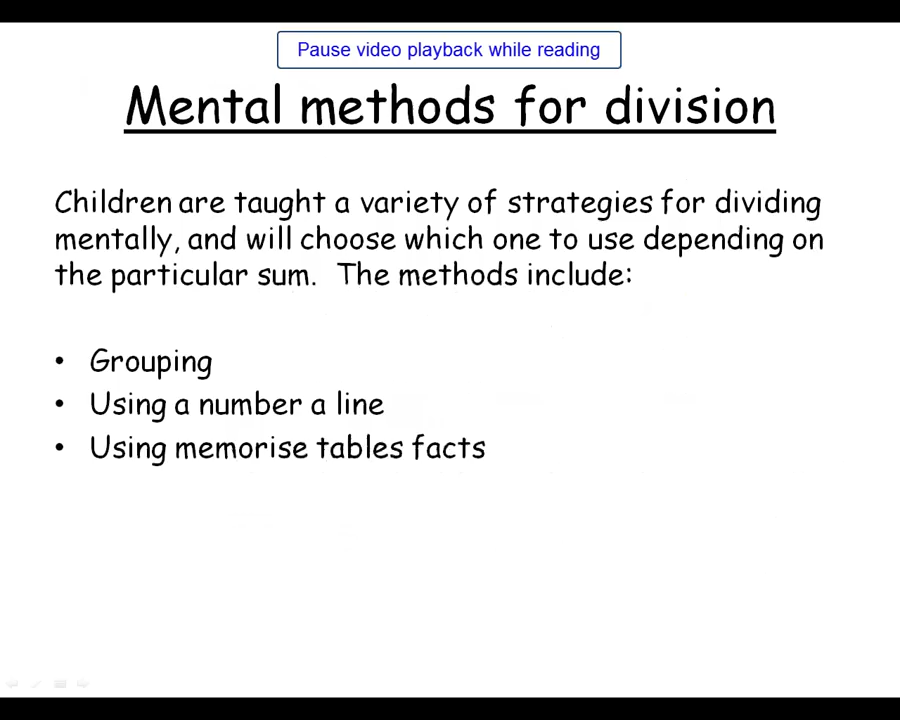 Pause video playback while reading
Mental methods for division
Children are taught a variety of strategies for dividing
mentally, and will choose which one to use depending on
the particular sum. The methods include:
• Grouping
• Using a number a line
• Using memorise tables facts